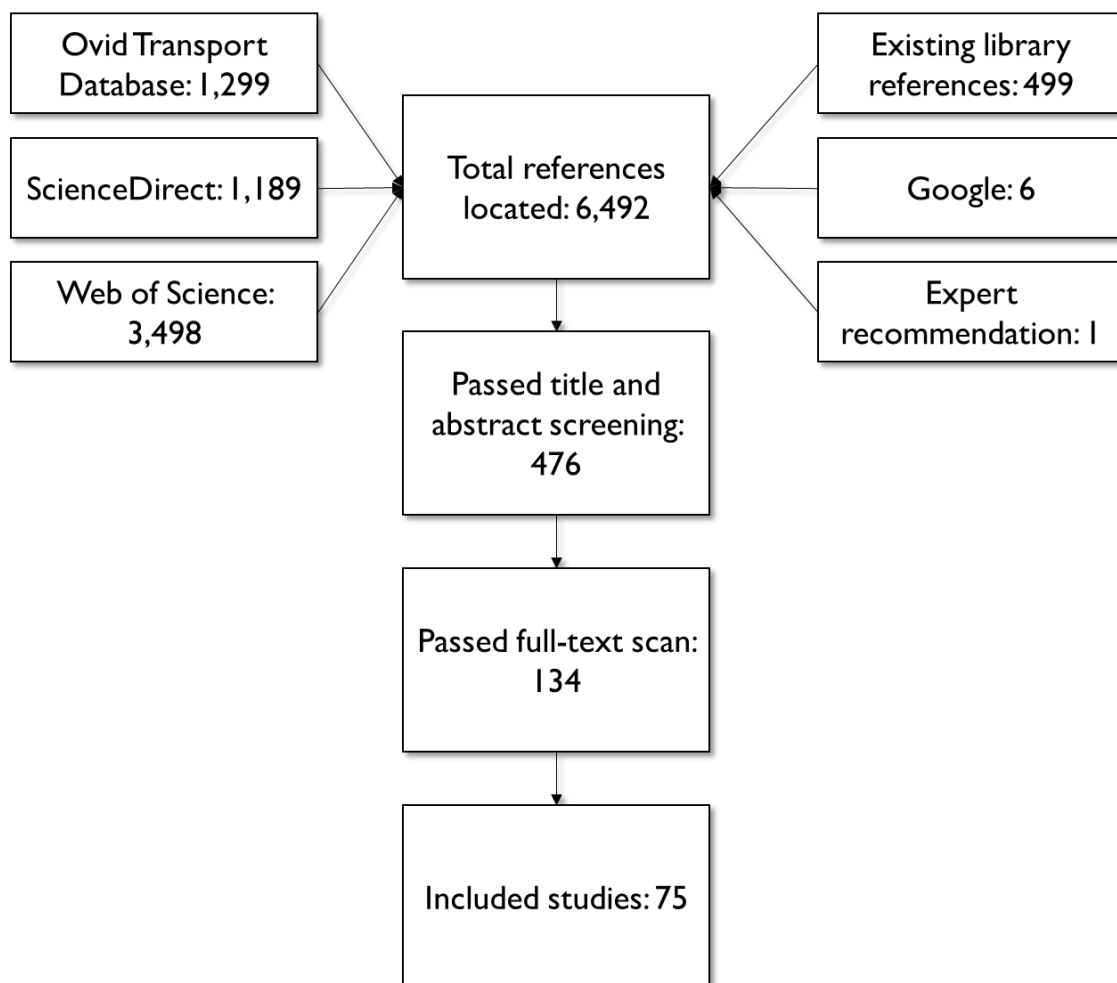 Ovid Transport
Database: 1,299
ScienceDirect: 1,189
Web of Science:
3,498
Existing library
references: 499
Google: 6
Expert
recommendation: 1
Total references
located: 6,492
Passed title and
abstract screening:
476
Passed full-text scan:
134
Included studies: 75